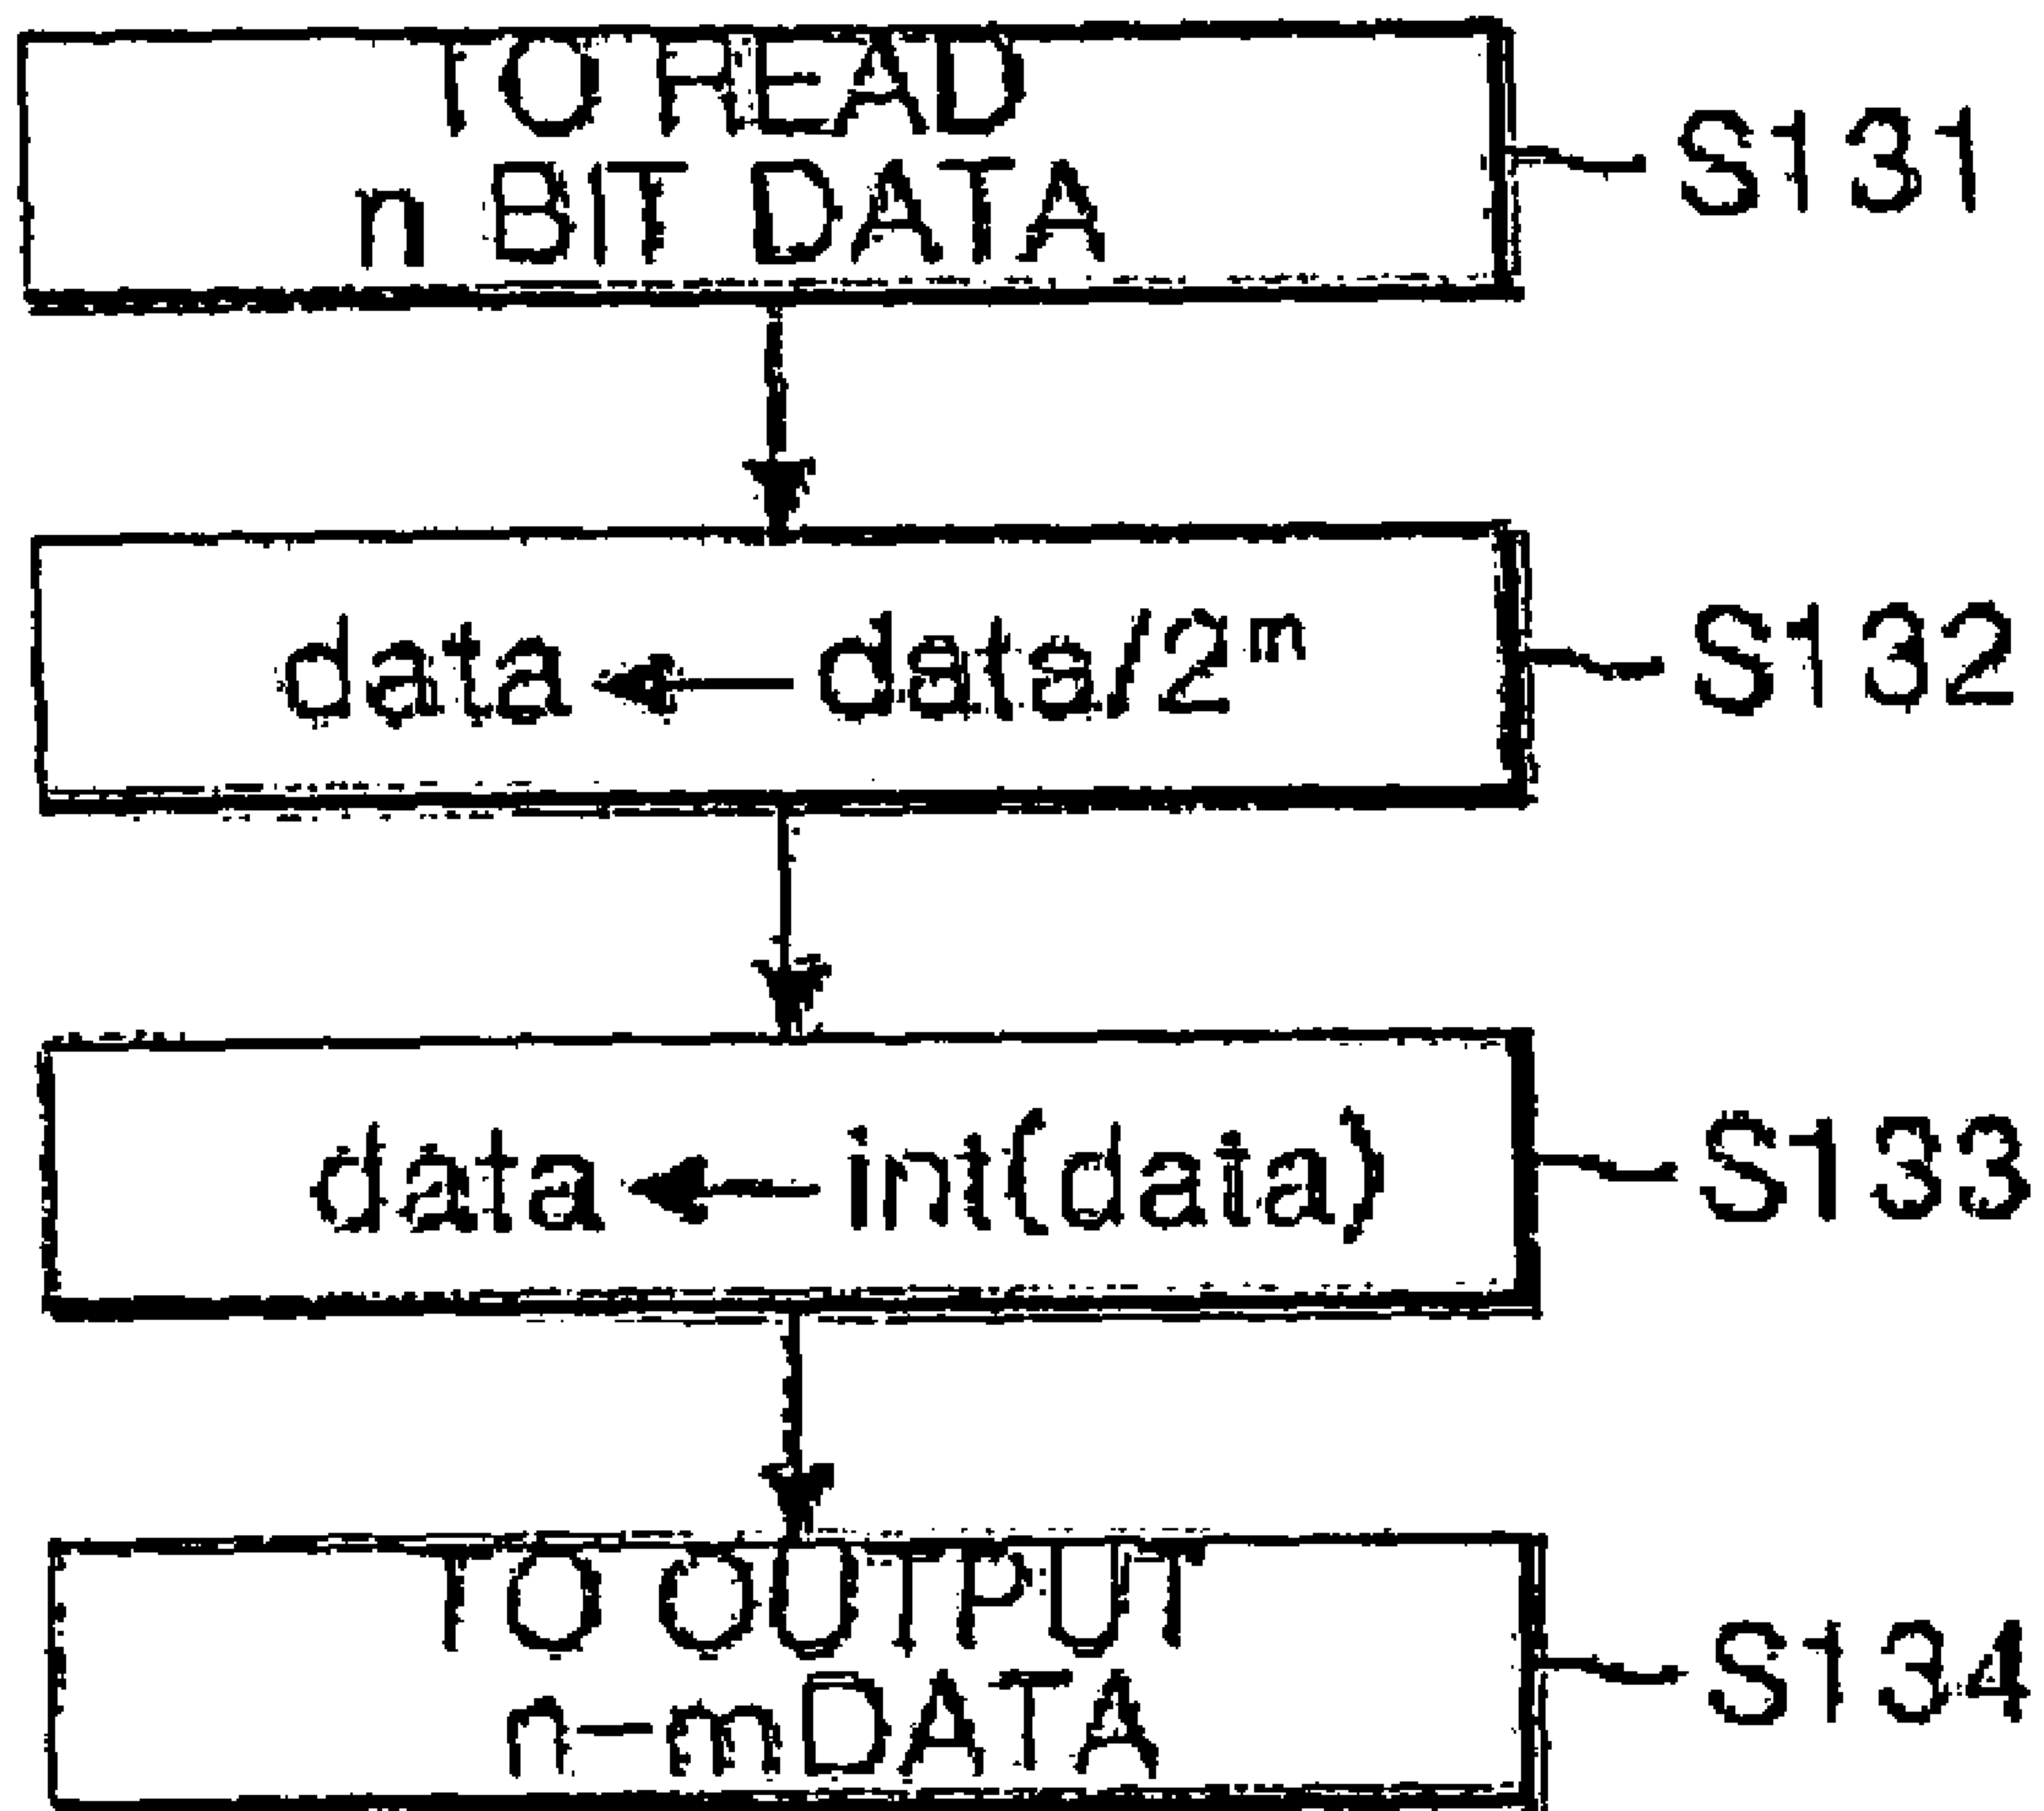 TO READ
n BIT DATA
S131
data ← data/2ᵐ
S132
data ← int(data)
S133
TO OUTPUT
n-mDATA
S134